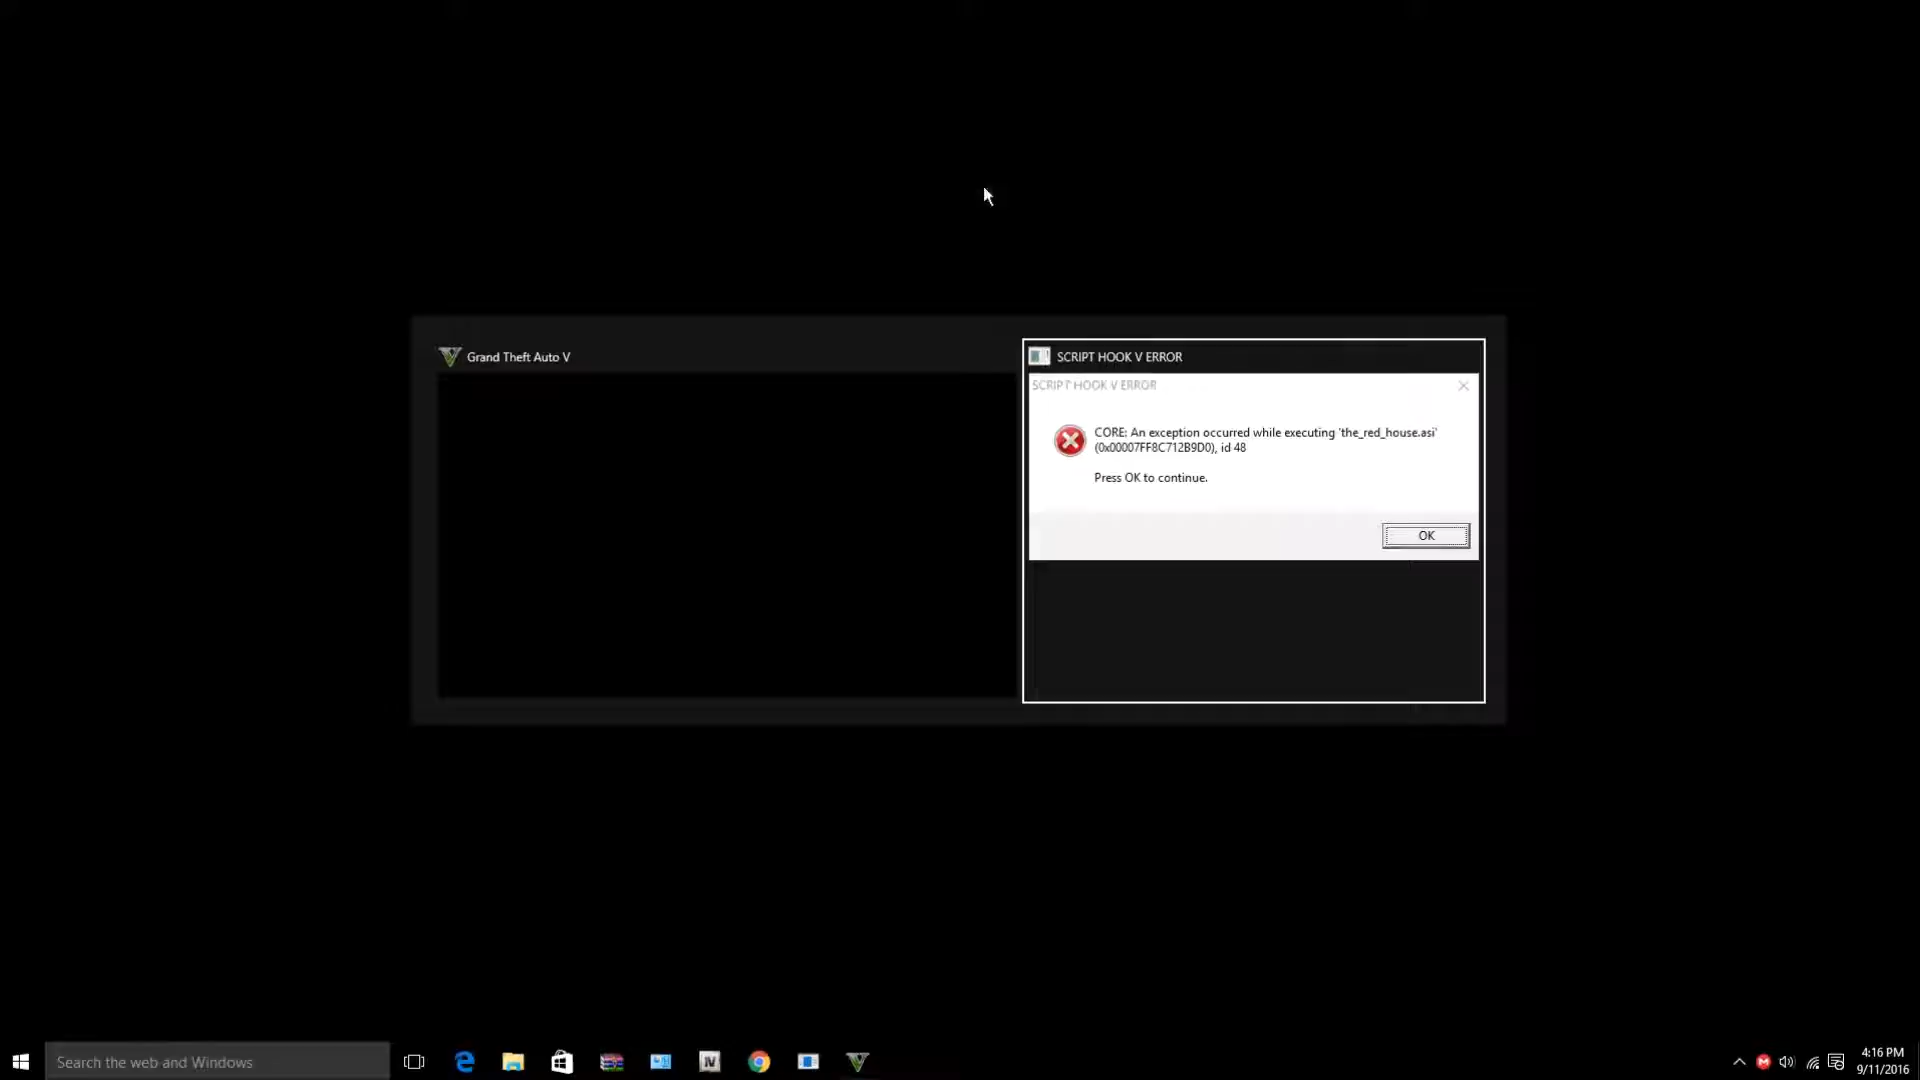 Grand Theft Auto V
SCRIPT HOOK V ERROR
SCRIPT HOOK V ERROR
CORE: An exception occurred while executing 'the_red_house.asi'
(0x00007FF8C712B9D0), id 48
Press OK to continue.
OK
Search the web and Windows
4:16 PM
9/11/2016